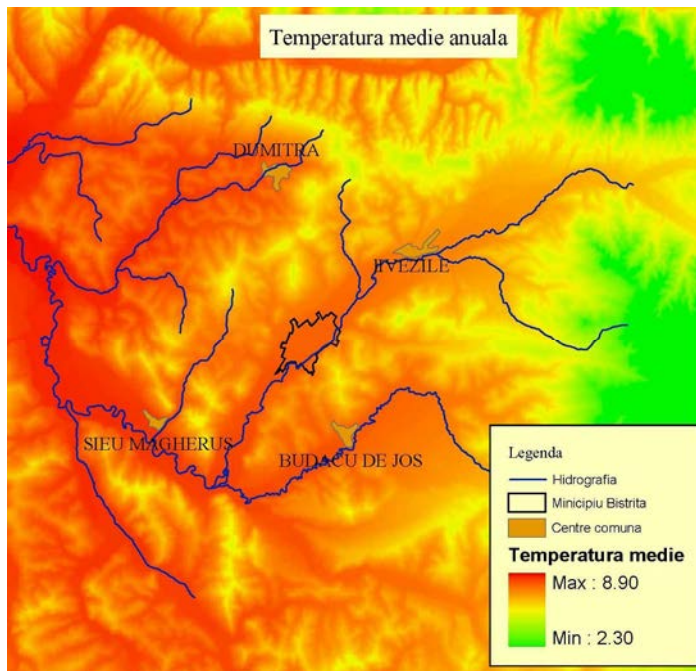 Temperatura medie anuala
DUMITRA
JIVEZILE
SIEU MAGHERUS
BUDACU DE JOS
Legenda
Hidrografia
Minicipiu Bistrita
Centre comuna
Temperatura medie
Max : 8.90
Min : 2.30